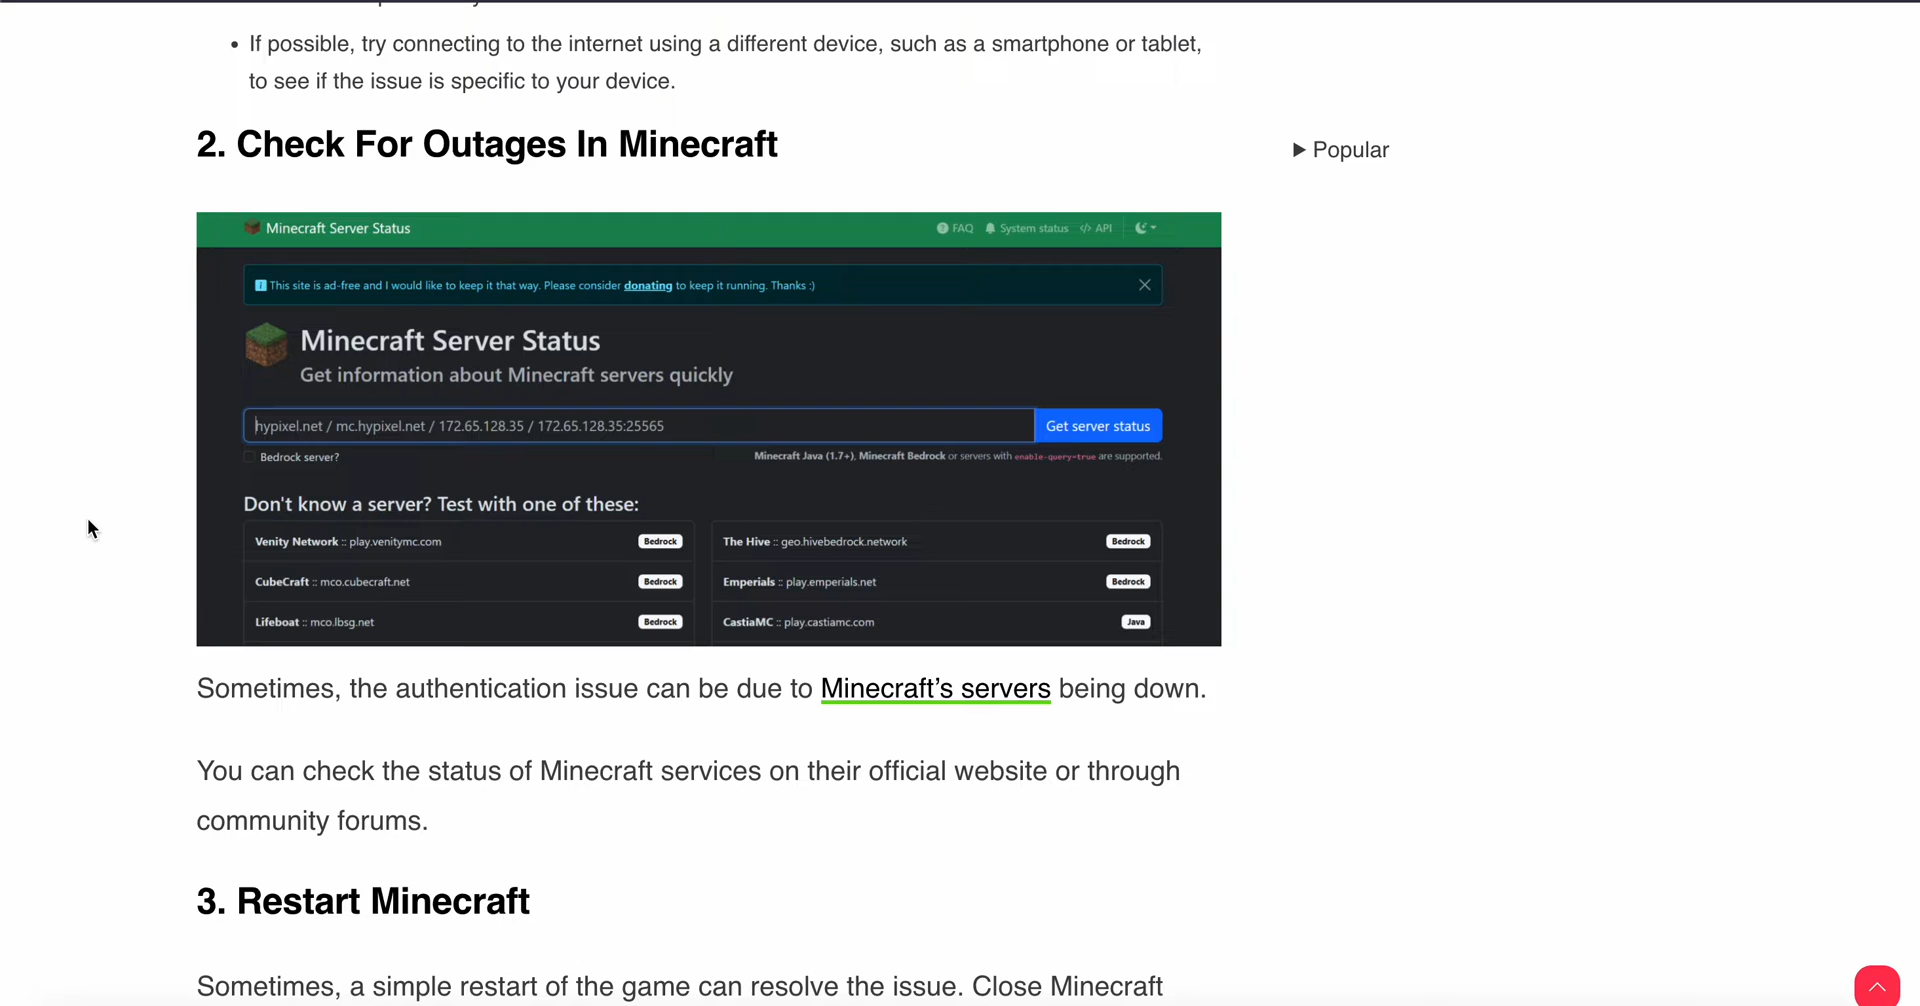 • If possible, try connecting to the internet using a different device, such as a smartphone or tablet,
to see if the issue is specific to your device.
2. Check For Outages In Minecraft
▶ Popular
Minecraft Server Status
FAQ System status </> API
This site is ad-free and I would like to keep it that way. Please consider donating to keep it running. Thanks :)
Minecraft Server Status
Get information about Minecraft servers quickly
hypixel.net / mc.hypixel.net / 172.65.128.35 / 172.65.128.35:25565
Get server status
Bedrock server?
Minecraft Java (1.7+), Minecraft Bedrock or servers with enable-query=true are supported.
Don't know a server? Test with one of these:
Venity Network :: play.venitymc.com Bedrock
The Hive :: geo.hivebedrock.network Bedrock
CubeCraft :: mco.cubecraft.net Bedrock
Emperials :: play.emperials.net Bedrock
Lifeboat :: mco.lbsg.net Bedrock
CastiaMC :: play.castiamc.com Java
Sometimes, the authentication issue can be due to Minecraft’s servers being down.
You can check the status of Minecraft services on their official website or through
community forums.
3. Restart Minecraft
Sometimes, a simple restart of the game can resolve the issue. Close Minecraft